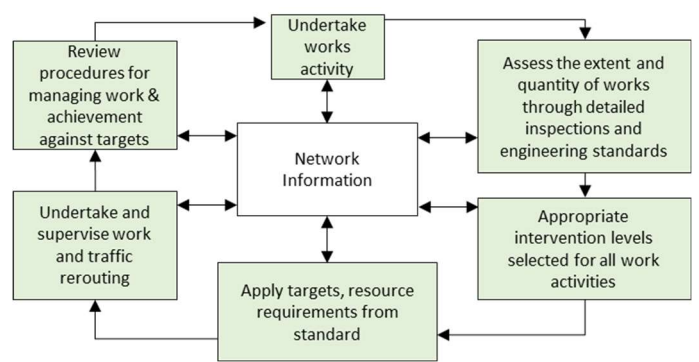 Undertake
works
activity
Review
procedures for
managing work &
achievement
against targets
Assess the extent and
quantity of works
through detailed
inspections and
engineering standards
Network
Information
Undertake and
supervise work
and traffic
rerouting
Appropriate
intervention levels
selected for all work
activities
Apply targets, resource
requirements from
standard